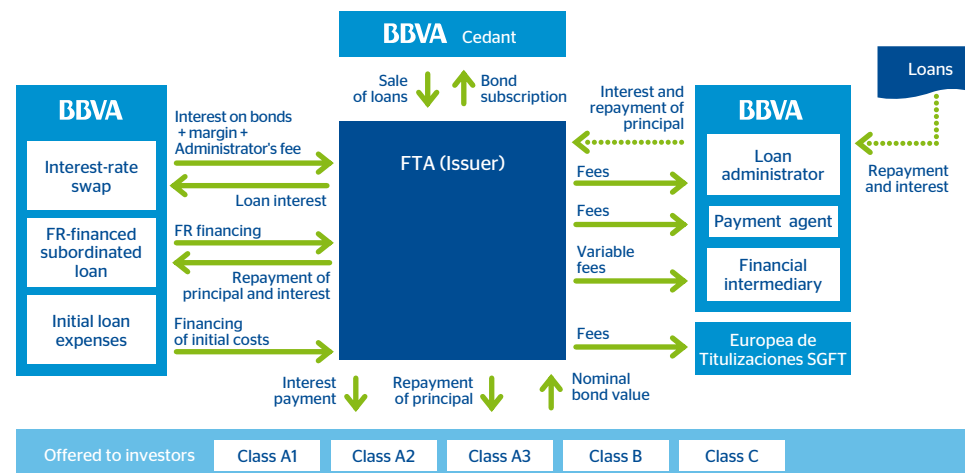 BBVA Cedant
Sale
of loans
Bond
subscription
Loans
BBVA
Interest-rate
swap
FR-financed
subordinated
loan
Initial loan
expenses
Interest on bonds
+ margin +
Administrator's fee
Loan interest
FR financing
Repayment of
principal and interest
Financing
of initial costs
FTA (Issuer)
Interest and
repayment of
principal
Fees
Fees
Variable
fees
Fees
BBVA
Loan
administrator
Payment agent
Financial
intermediary
Repayment
and interest
Europea de
Titulizaciones SGFT
Interest
payment
Repayment
of principal
Nominal
bond value
Offered to investors Class A1 Class A2 Class A3 Class B Class C